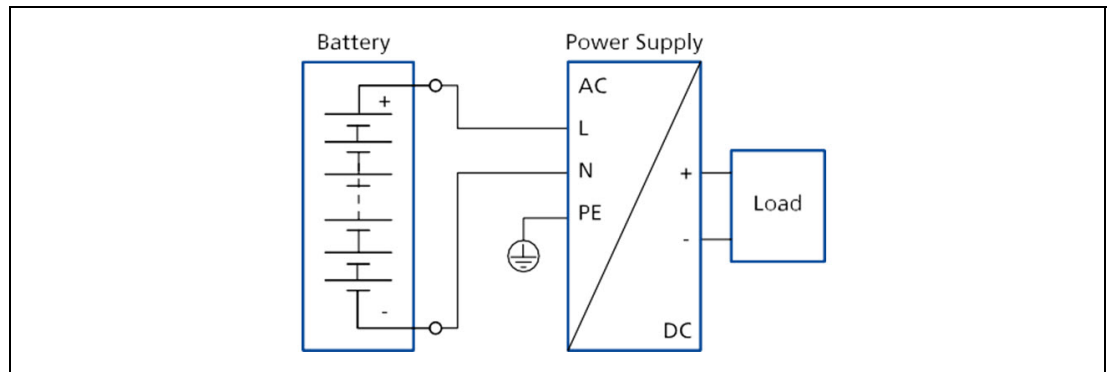 Battery
Power Supply
+
-
AC
L
N
PE
+
-
DC
Load